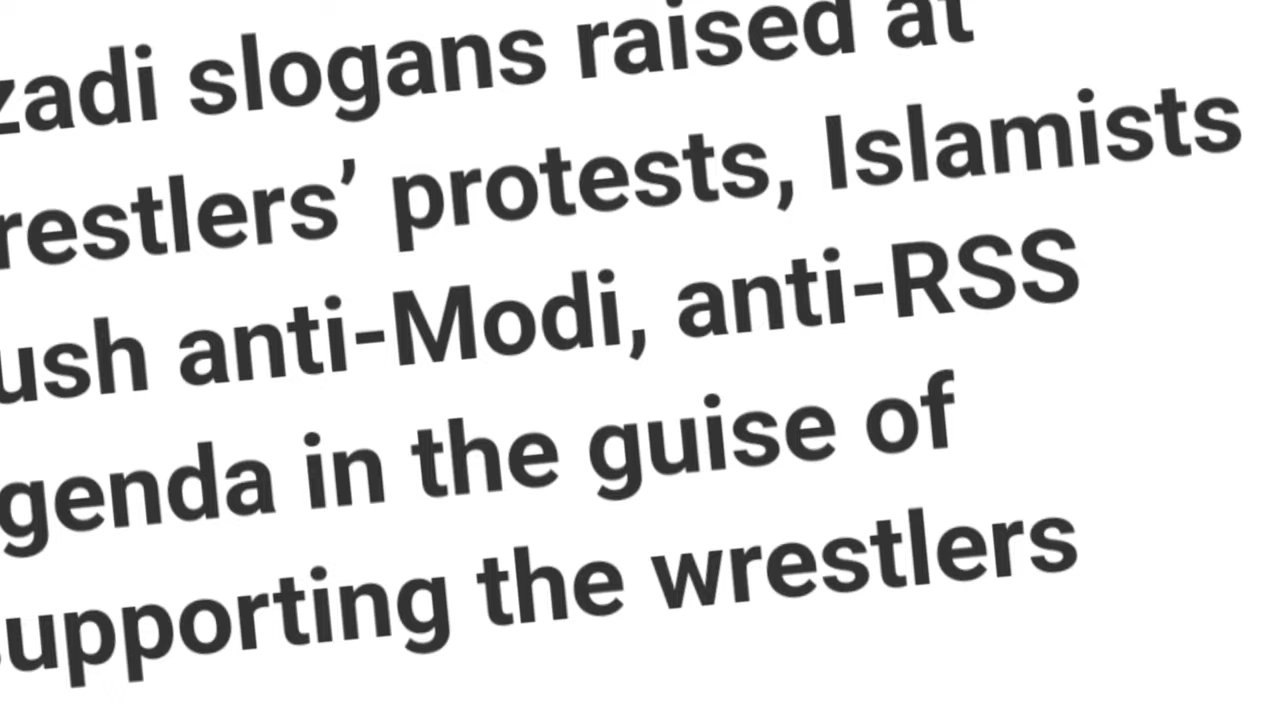 zadi slogans raised at
restlers’ protests, Islamists
ush anti-Modi, anti-RSS
genda in the guise of
supporting the wrestlers